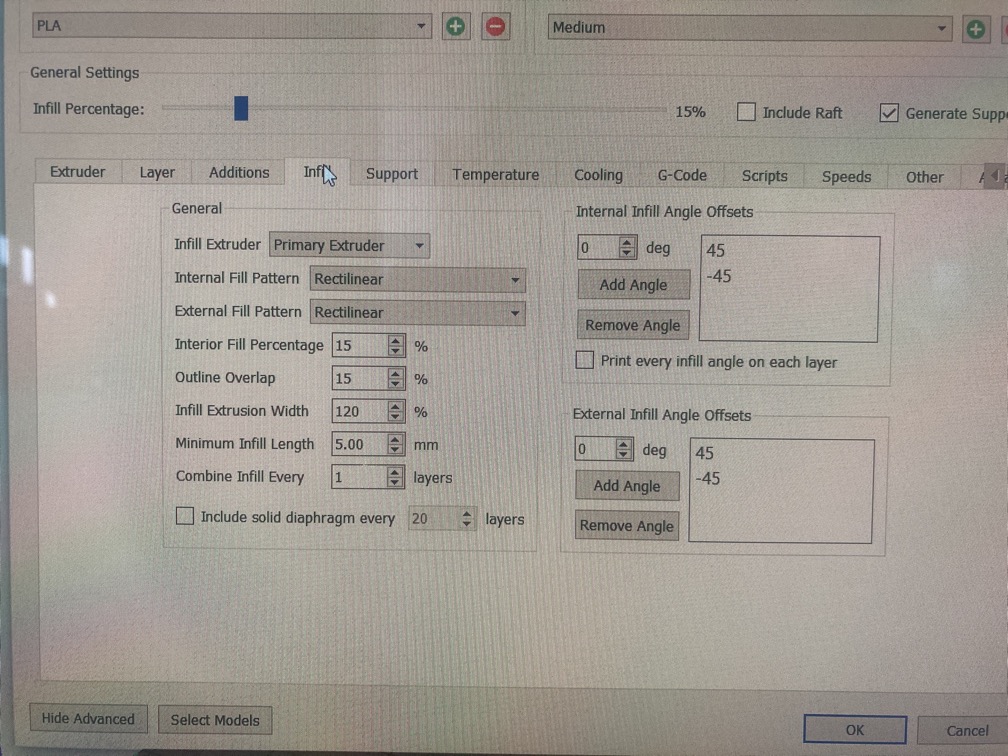 PLA Medium
General Settings
Infill Percentage: 15% Include Raft Generate Suppo
Extruder Layer Additions Infill Support Temperature Cooling G-Code Scripts Speeds Other
General
Infill Extruder Primary Extruder
Internal Fill Pattern Rectilinear
External Fill Pattern Rectilinear
Interior Fill Percentage 15 %
Outline Overlap 15 %
Infill Extrusion Width 120 %
Minimum Infill Length 5.00 mm
Combine Infill Every 1 layers
Include solid diaphragm every 20 layers
Internal Infill Angle Offsets
0 deg
Add Angle
Remove Angle
45
-45
Print every infill angle on each layer
External Infill Angle Offsets
0 deg
Add Angle
Remove Angle
45
-45
Hide Advanced Select Models OK Cancel